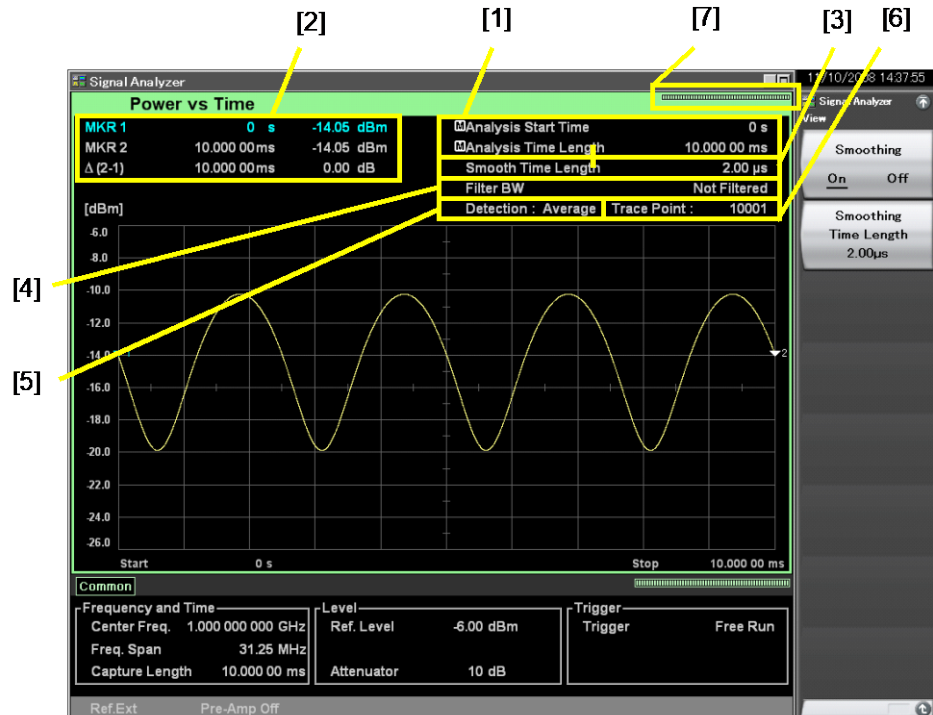 [2] [1] [7] [3] [6]
Signal Analyzer
Power vs Time
MKR 1 0 s -14.05 dBm
MKR 2 10.000 00 ms -14.05 dBm
Δ (2-1) 10.000 00 ms 0.00 dB
M Analysis Start Time 0 s
M Analysis Time Length 10.000 00 ms
Smooth Time Length 2.00 µs
Filter BW Not Filtered
Detection : Average Trace Point : 10001
[dBm]
-6.0
-8.0
-10.0
-12.0
-14.0
-16.0
-18.0
-20.0
-22.0
-24.0
-26.0
2
[4]
[5]
Start 0 s Stop 10.000 00 ms
Common
Frequency and Time
Center Freq. 1.000 000 000 GHz
Freq. Span 31.25 MHz
Capture Length 10.000 00 ms
Level
Ref. Level -6.00 dBm
Attenuator 10 dB
Trigger
Trigger Free Run
Ref.Ext Pre-Amp Off
14:37:55
Signal Analyzer
View
Smoothing
On Off
Smoothing
Time Length
2.00µs